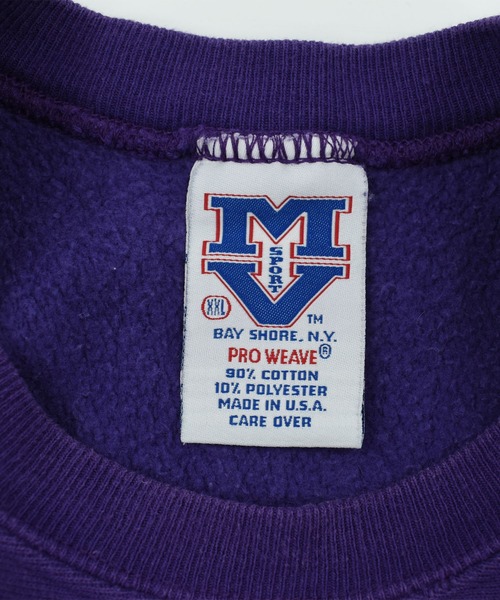 MV
SPORT
XXL
TM
BAY SHORE, N.Y.
PRO WEAVE®
90% COTTON
10% POLYESTER
MADE IN U.S.A.
CARE OVER